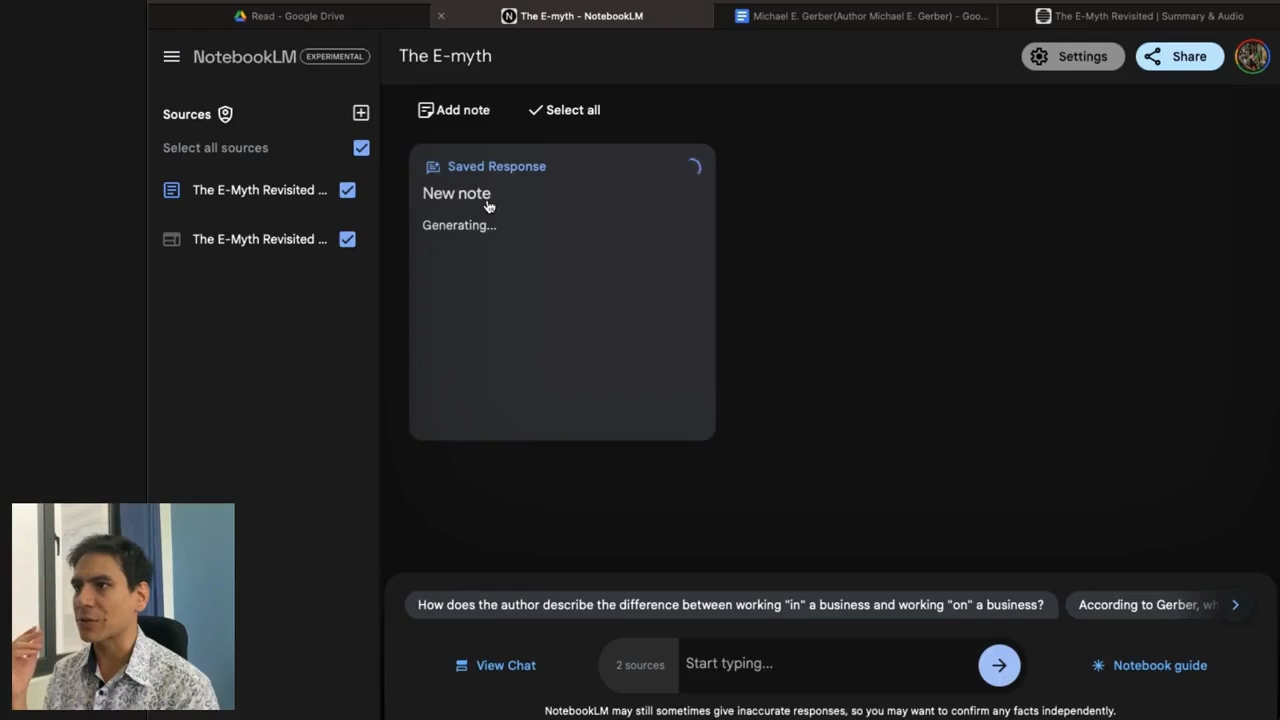 Read - Google Drive
The E-myth - NotebookLM
Michael E. Gerber(Author Michael E. Gerber) - Goo...
The E-Myth Revisited | Summary & Audio
NotebookLM EXPERIMENTAL
The E-myth
Settings
Share
Sources
Select all sources
The E-Myth Revisited ...
The E-Myth Revisited ...
Add note
Select all
Saved Response
New note
Generating...
How does the author describe the difference between working "in" a business and working "on" a business?
According to Gerber, wh
View Chat
2 sources
Start typing...
Notebook guide
NotebookLM may still sometimes give inaccurate responses, so you may want to confirm any facts independently.